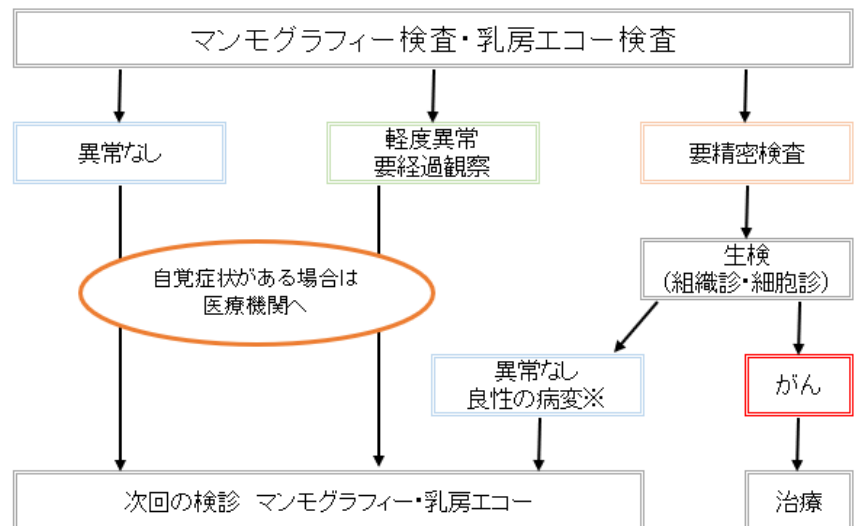 マンモグラフィー検査・乳房エコー検査
異常なし
軽度異常
要経過観察
要精密検査
生検
（組織診・細胞診）
自覚症状がある場合は
医療機関へ
異常なし
良性の病変※
がん
次回の検診 マンモグラフィー・乳房エコー
治療